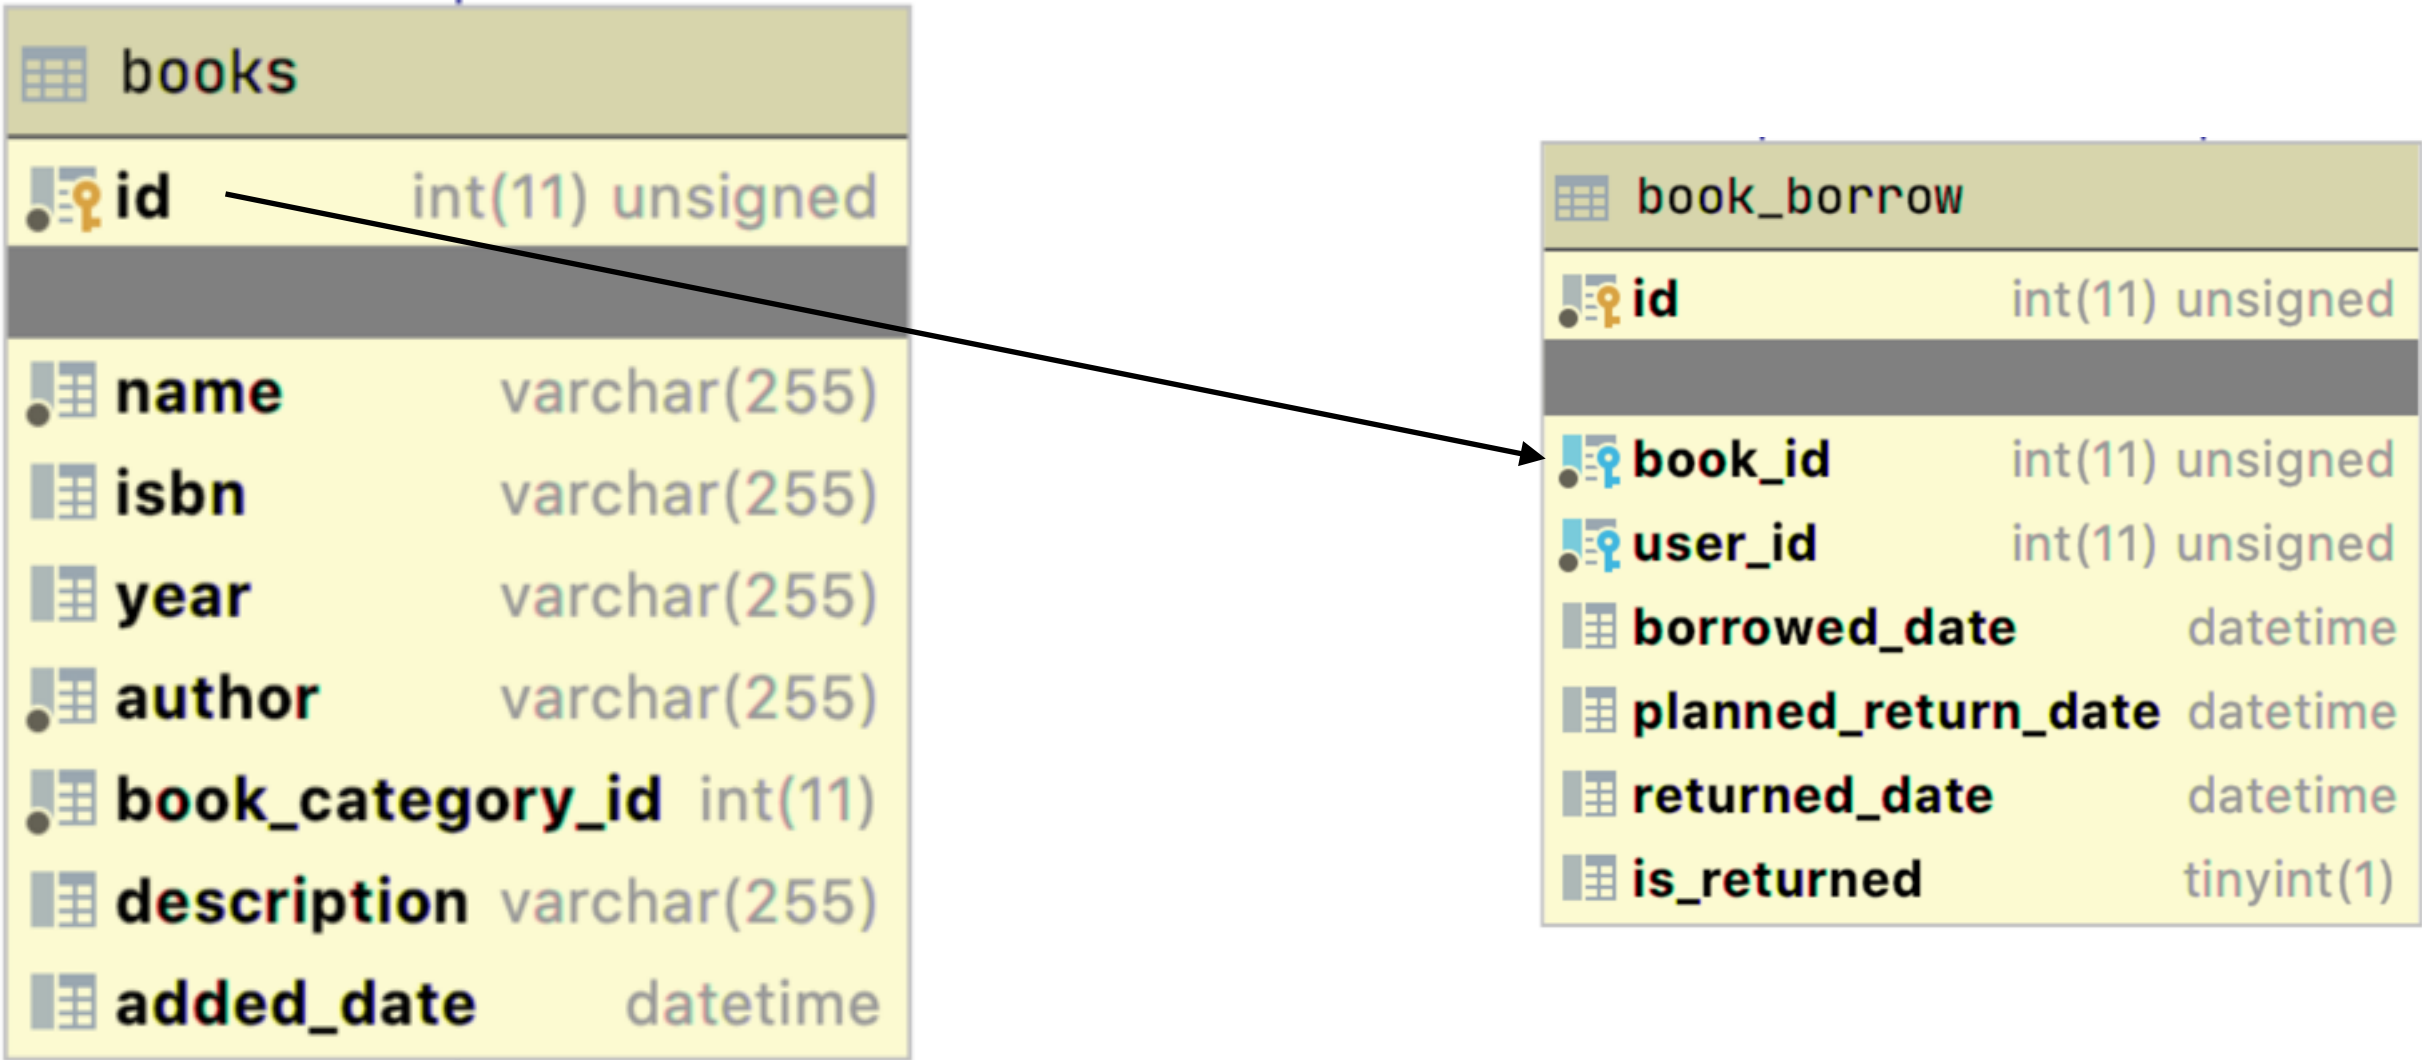 books
id int(11) unsigned
name varchar(255)
isbn varchar(255)
year varchar(255)
author varchar(255)
book_category_id int(11)
description varchar(255)
added_date datetime
book_borrow
id int(11) unsigned
book_id int(11) unsigned
user_id int(11) unsigned
borrowed_date datetime
planned_return_date datetime
returned_date datetime
is_returned tinyint(1)